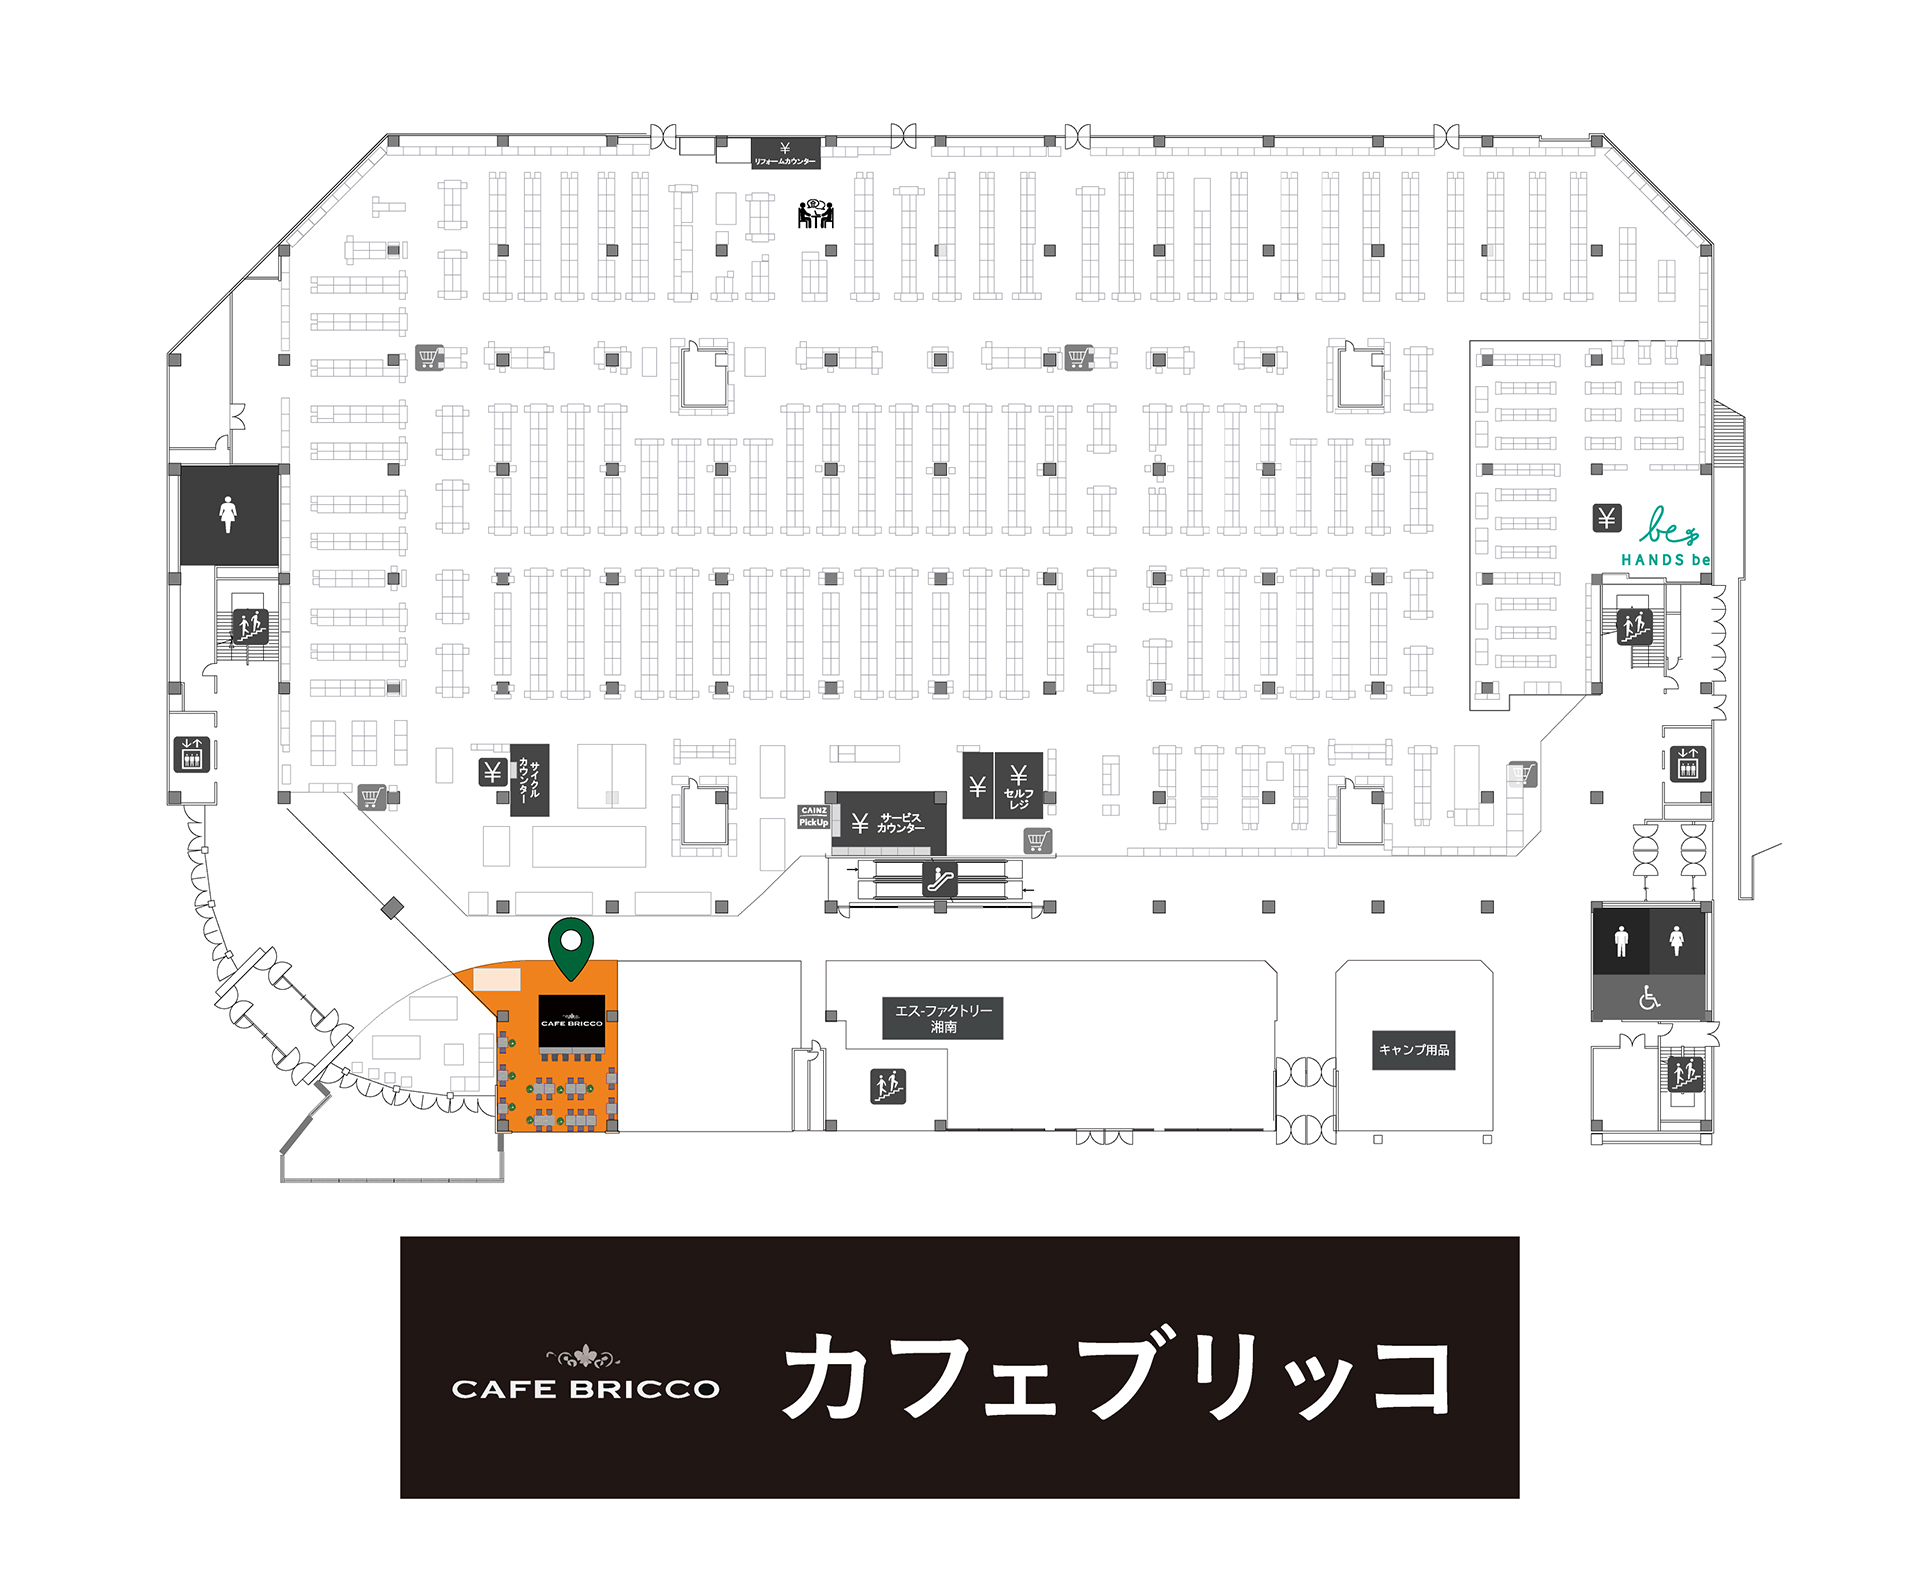 ¥
リフォームカウンター
¥
be
HANDS be
¥
サイクル
カウンター
CAINZ
PickUp
¥
サービス
カウンター
¥
¥
セルフ
レジ
CAFE BRICCO
エス-ファクトリー
湘南
キャンプ用品
CAFE BRICCO
カフェブリッコ